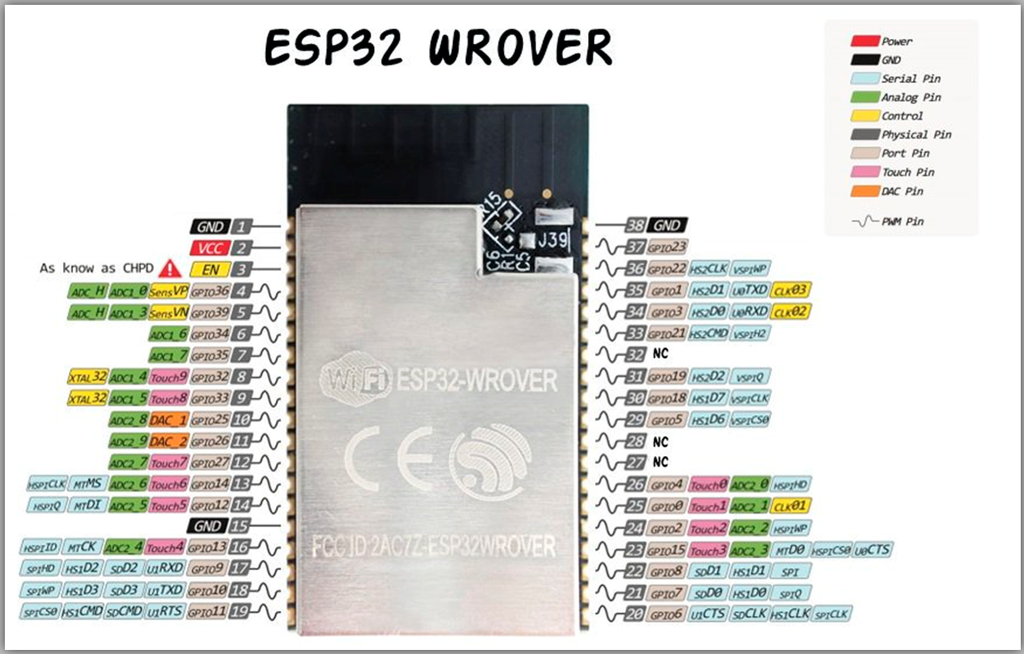 ESP32 WROVER
Power
GND
Serial Pin
Analog Pin
Control
Physical Pin
Port Pin
Touch Pin
DAC Pin
PWM Pin
GND 1
VCC 2
As know as CHPD EN 3
ADC_H ADC1_0 SensVP GPIO36 4
ADC_H ADC1_3 SensVN GPIO39 5
ADC1_6 GPIO34 6
ADC1_7 GPIO35 7
XTAL32 ADC1_4 Touch9 GPIO32 8
XTAL32 ADC1_5 Touch8 GPIO33 9
ADC2_8 DAC_1 GPIO25 10
ADC2_9 DAC_2 GPIO26 11
ADC2_7 Touch7 GPIO27 12
HSPICLK MTMS ADC2_6 Touch6 GPIO14 13
HSPIQ MTDI ADC2_5 Touch5 GPIO12 14
GND 15
HSPIID MTCK ADC2_4 Touch4 GPIO13 16
SPIHD HS1D2 SDD2 U1RXD GPIO9 17
SPIWP HS1D3 SDD3 U1TXD GPIO10 18
SPICS0 HS1CMD SDCMD U1RTS GPIO11 19
R15
J39
C6
R1
C5
WiFi ESP32-WROVER
CE
FCC ID:2AC7Z-ESP32WROVER
38 GND
37 GPIO23
36 GPIO22 HS2CLK VSPIWP
35 GPIO1 HS2D1 U0TXD CLK03
34 GPIO3 HS2D0 U0RXD CLK02
33 GPIO21 HS2CMD VSPIH2
32 NC
31 GPIO19 HS2D2 VSPIQ
30 GPIO18 HS1D7 VSPICLK
29 GPIO5 HS1D6 VSPICS0
28 NC
27 NC
26 GPIO4 Touch0 ADC2_0 HSPIHD
25 GPIO0 Touch1 ADC2_1 CLK01
24 GPIO2 Touch2 ADC2_2 HSPIWP
23 GPIO15 Touch3 ADC2_3 MTD0 HSPICS0 U0CTS
22 GPIO8 SDD1 HS1D1 SPI
21 GPIO7 SDD0 HS1D0 SPIQ
20 GPIO6 U1CTS SDCLK HS1CLK SPICLK